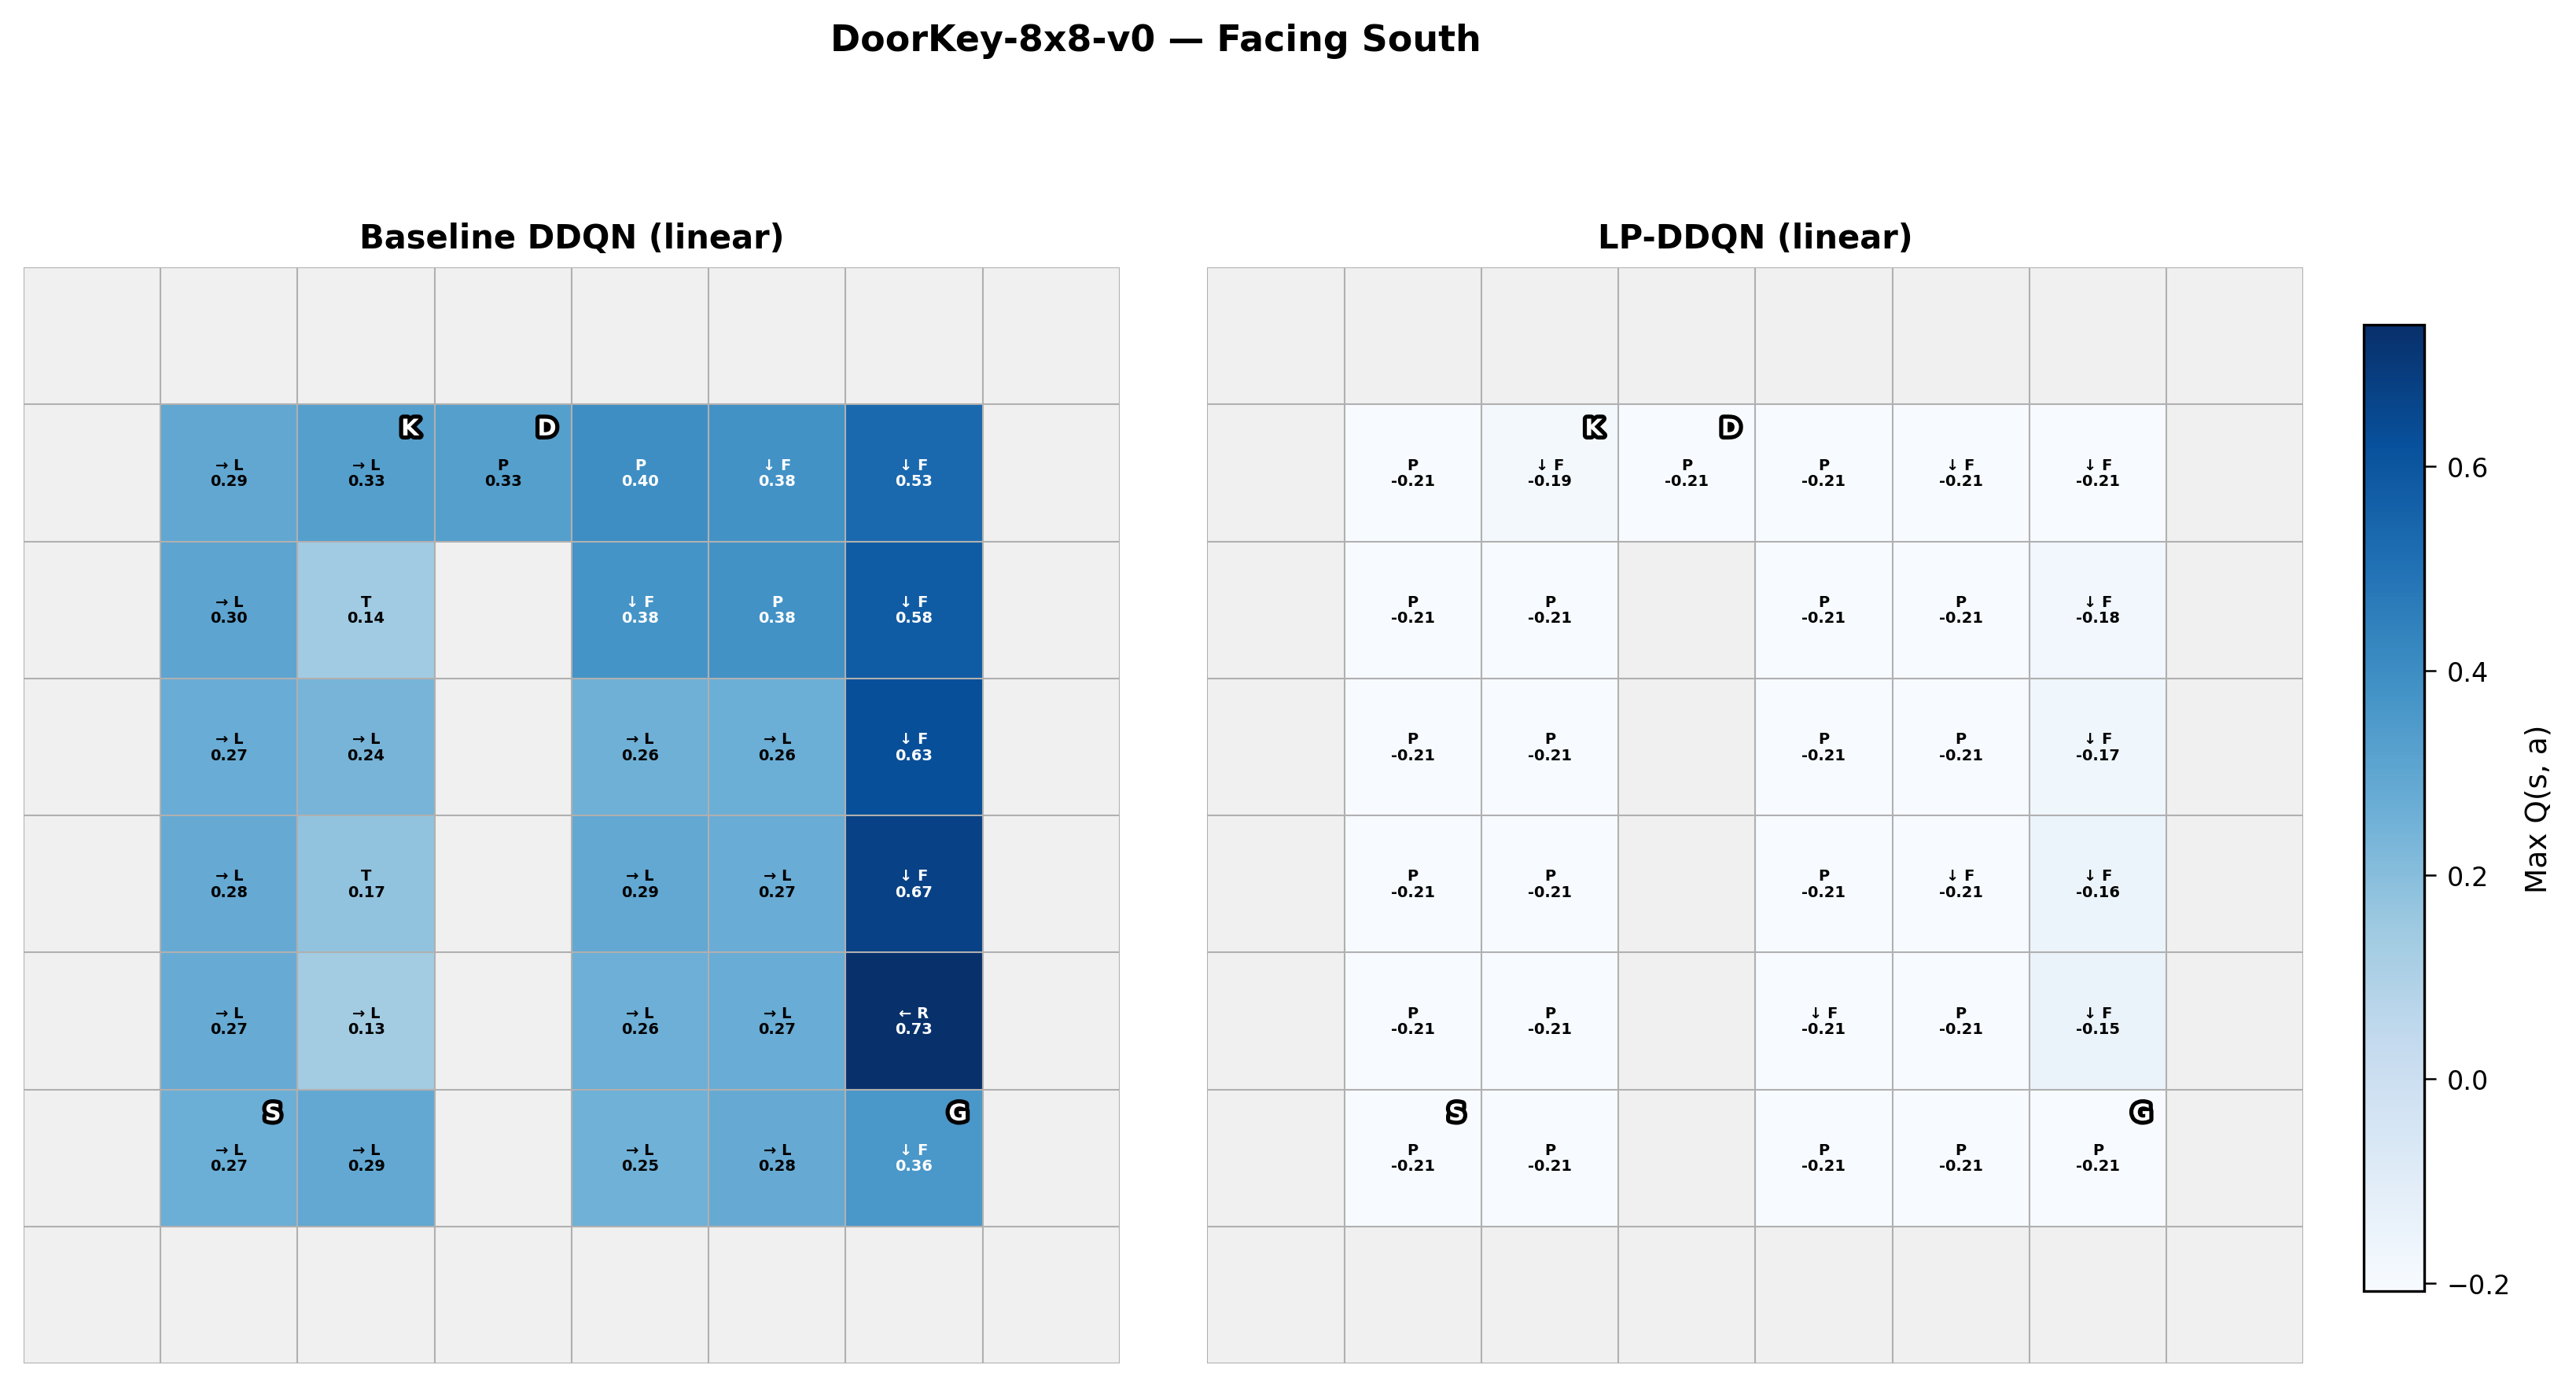 DoorKey-8x8-v0 — Facing South
Baseline DDQN (linear)
K D
→ L → L P P ↓ F ↓ F
0.29 0.33 0.33 0.40 0.38 0.53
→ L T ↓ F P ↓ F
0.30 0.14 0.38 0.38 0.58
→ L → L → L → L ↓ F
0.27 0.24 0.26 0.26 0.63
→ L T → L → L ↓ F
0.28 0.17 0.29 0.27 0.67
→ L → L → L → L ← R
0.27 0.13 0.26 0.27 0.73
S G
→ L → L → L → L ↓ F
0.27 0.29 0.25 0.28 0.36
LP-DDQN (linear)
K D
P ↓ F P P ↓ F ↓ F
-0.21 -0.19 -0.21 -0.21 -0.21 -0.21
P P P P ↓ F
-0.21 -0.21 -0.21 -0.21 -0.18
P P P P ↓ F
-0.21 -0.21 -0.21 -0.21 -0.17
P P P ↓ F ↓ F
-0.21 -0.21 -0.21 -0.21 -0.16
P P ↓ F P ↓ F
-0.21 -0.21 -0.21 -0.21 -0.15
S G
P P P P P
-0.21 -0.21 -0.21 -0.21 -0.21
0.6
0.4
0.2
0.0
−0.2
Max Q(s, a)